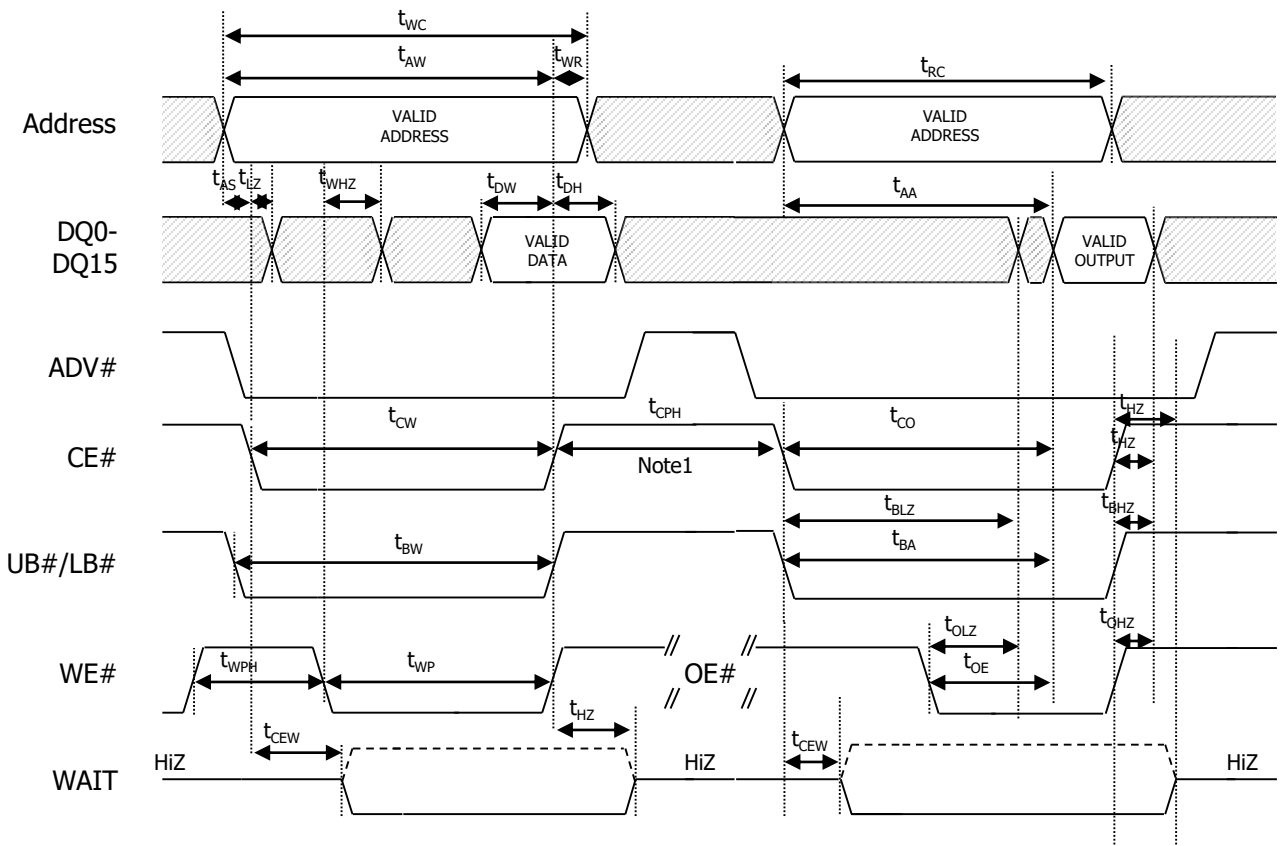 tWC
tAW
tWR
tRC
Address
VALID
ADDRESS
VALID
ADDRESS
tAS
tLZ
tWHZ
tDW
tDH
tAA
DQ0-
DQ15
VALID
DATA
VALID
OUTPUT
ADV#
tCW
tCPH
tCO
tHZ
CE#
Note1
tHZ
tBLZ
tBHZ
UB#/LB#
tBW
tBA
tOLZ
tOHZ
WE#
tWPH
tWP
//
//
OE#
//
//
tOE
tCEW
tHZ
tCEW
WAIT
HiZ
HiZ
HiZ
HiZ